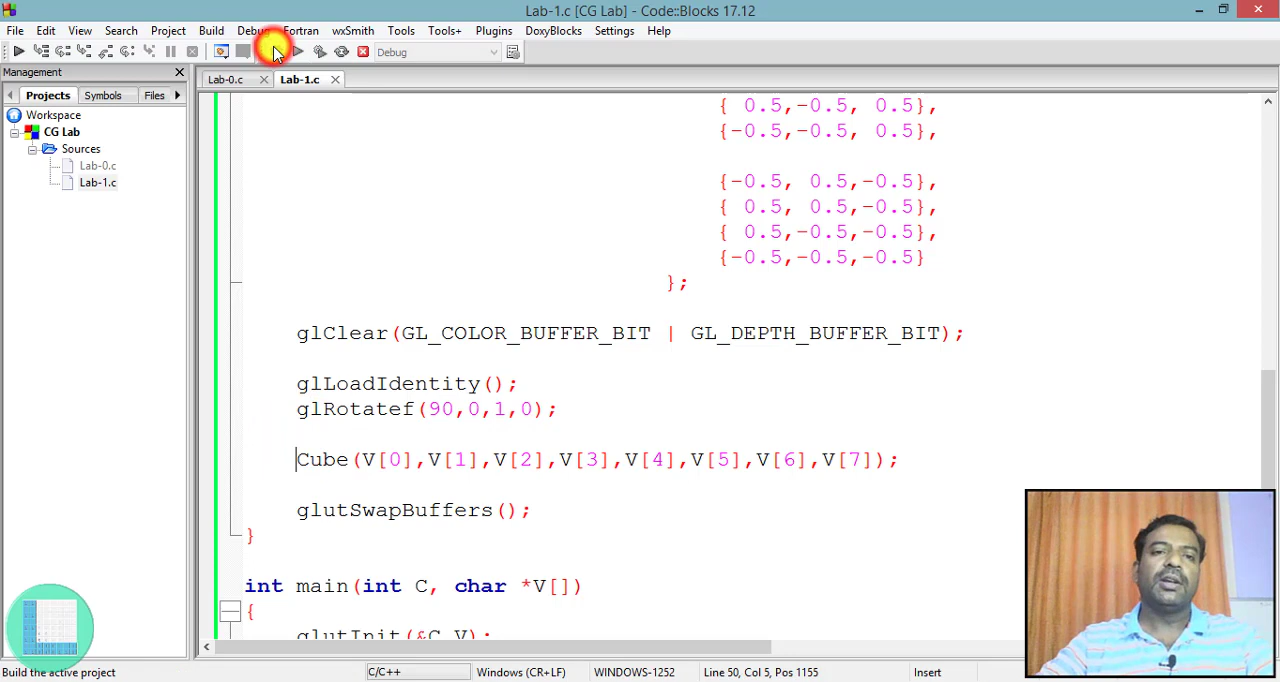 Lab-1.c [CG Lab] - Code::Blocks 17.12
File Edit View Search Project Build Debug Fortran wxSmith Tools Tools+ Plugins DoxyBlocks Settings Help
Debug
Management
Lab-0.c Lab-1.c
Projects Symbols Files
Workspace
CG Lab
Sources
Lab-0.c
Lab-1.c
{ 0.5,-0.5, 0.5},
{-0.5,-0.5, 0.5},
{-0.5, 0.5,-0.5},
{ 0.5, 0.5,-0.5},
{ 0.5,-0.5,-0.5},
{-0.5,-0.5,-0.5}
};
glClear(GL_COLOR_BUFFER_BIT | GL_DEPTH_BUFFER_BIT);
glLoadIdentity();
glRotatef(90,0,1,0);
Cube(V[0],V[1],V[2],V[3],V[4],V[5],V[6],V[7]);
glutSwapBuffers();
}
int main(int C, char *V[])
{
glutInit(&C,V);
Build the active project C/C++ Windows (CR+LF) WINDOWS-1252 Line 50, Col 5, Pos 1155 Insert